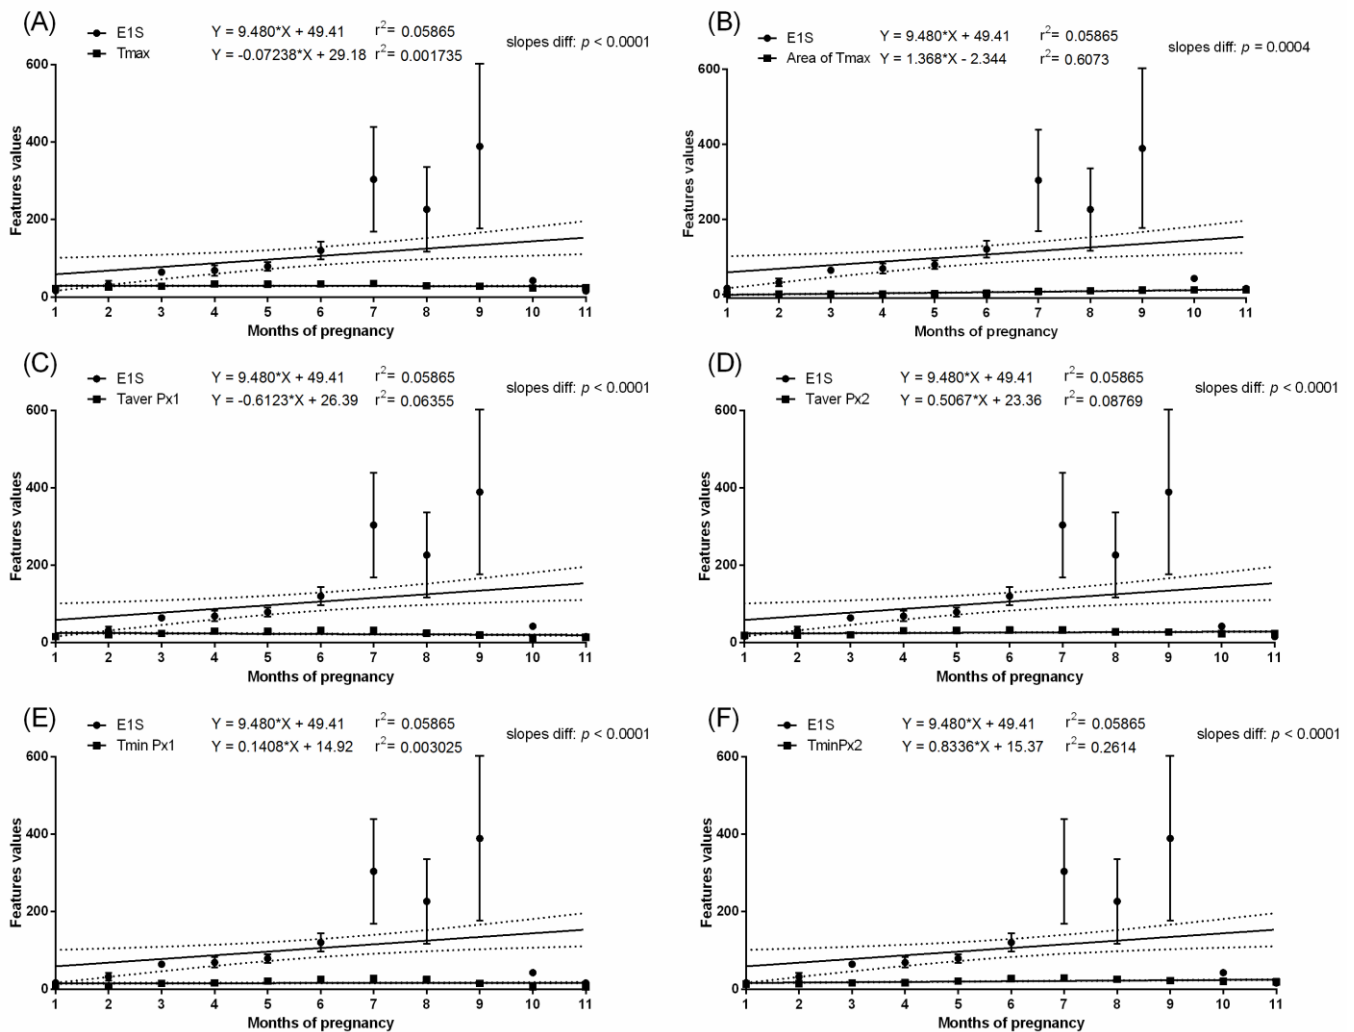 (A)
E1S Y = 9.480*X + 49.41 r2= 0.05865
Tmax Y = -0.07238*X + 29.18 r2= 0.001735
slopes diff: p < 0.0001
Features values
600
400
200
0
1 2 3 4 5 6 7 8 9 10 11
Months of pregnancy
(B)
E1S Y = 9.480*X + 49.41 r2= 0.05865
Area of Tmax Y = 1.368*X - 2.344 r2= 0.6073
slopes diff: p = 0.0004
Features values
600
400
200
0
1 2 3 4 5 6 7 8 9 10 11
Months of pregnancy
(C)
E1S Y = 9.480*X + 49.41 r2= 0.05865
Taver Px1 Y = -0.6123*X + 26.39 r2= 0.06355
slopes diff: p < 0.0001
Features values
600
400
200
0
1 2 3 4 5 6 7 8 9 10 11
Months of pregnancy
(D)
E1S Y = 9.480*X + 49.41 r2= 0.05865
Taver Px2 Y = 0.5067*X + 23.36 r2= 0.08769
slopes diff: p < 0.0001
Features values
600
400
200
0
1 2 3 4 5 6 7 8 9 10 11
Months of pregnancy
(E)
E1S Y = 9.480*X + 49.41 r2= 0.05865
Tmin Px1 Y = 0.1408*X + 14.92 r2= 0.003025
slopes diff: p < 0.0001
Features values
600
400
200
0
1 2 3 4 5 6 7 8 9 10 11
Months of pregnancy
(F)
E1S Y = 9.480*X + 49.41 r2= 0.05865
TminPx2 Y = 0.8336*X + 15.37 r2= 0.2614
slopes diff: p < 0.0001
Features values
600
400
200
0
1 2 3 4 5 6 7 8 9 10 11
Months of pregnancy